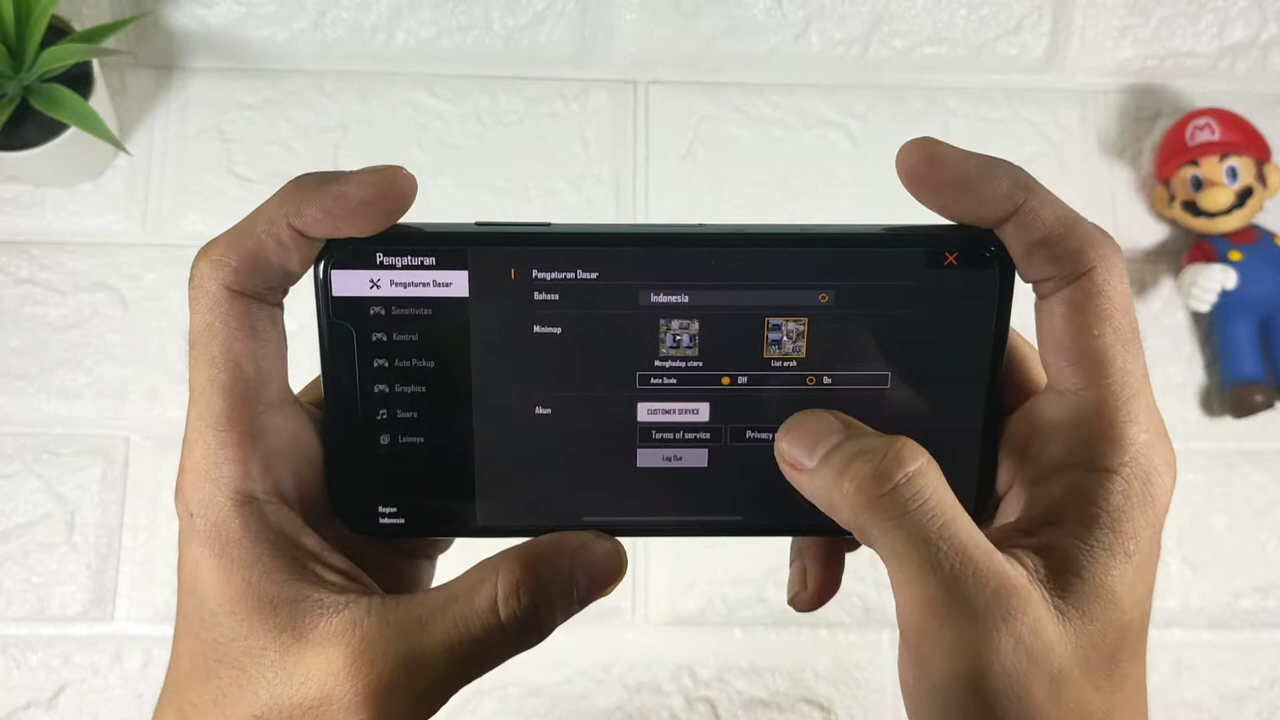 Pengaturan
Pengaturan Dasar
Sensitivitas
Kontrol
Auto Pickup
Graphics
Suara
Lainnya
Region
Indonesia
Pengaturan Dasar
Bahasa
Indonesia
Minimap
Menghadap utara
Liat arah
Auto Scale
Off
On
Akun
CUSTOMER SERVICE
Terms of service
Privacy
Log Out
M